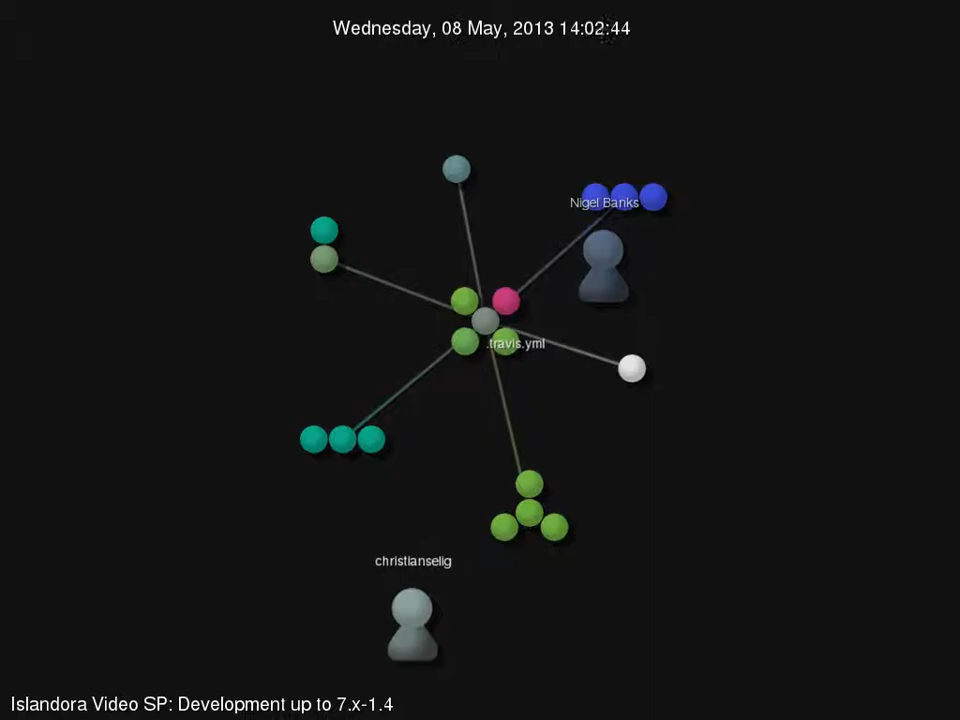 Wednesday, 08 May, 2013 14:02:44
Nigel Banks
.travis.yml
christianselig
Islandora Video SP: Development up to 7.x-1.4